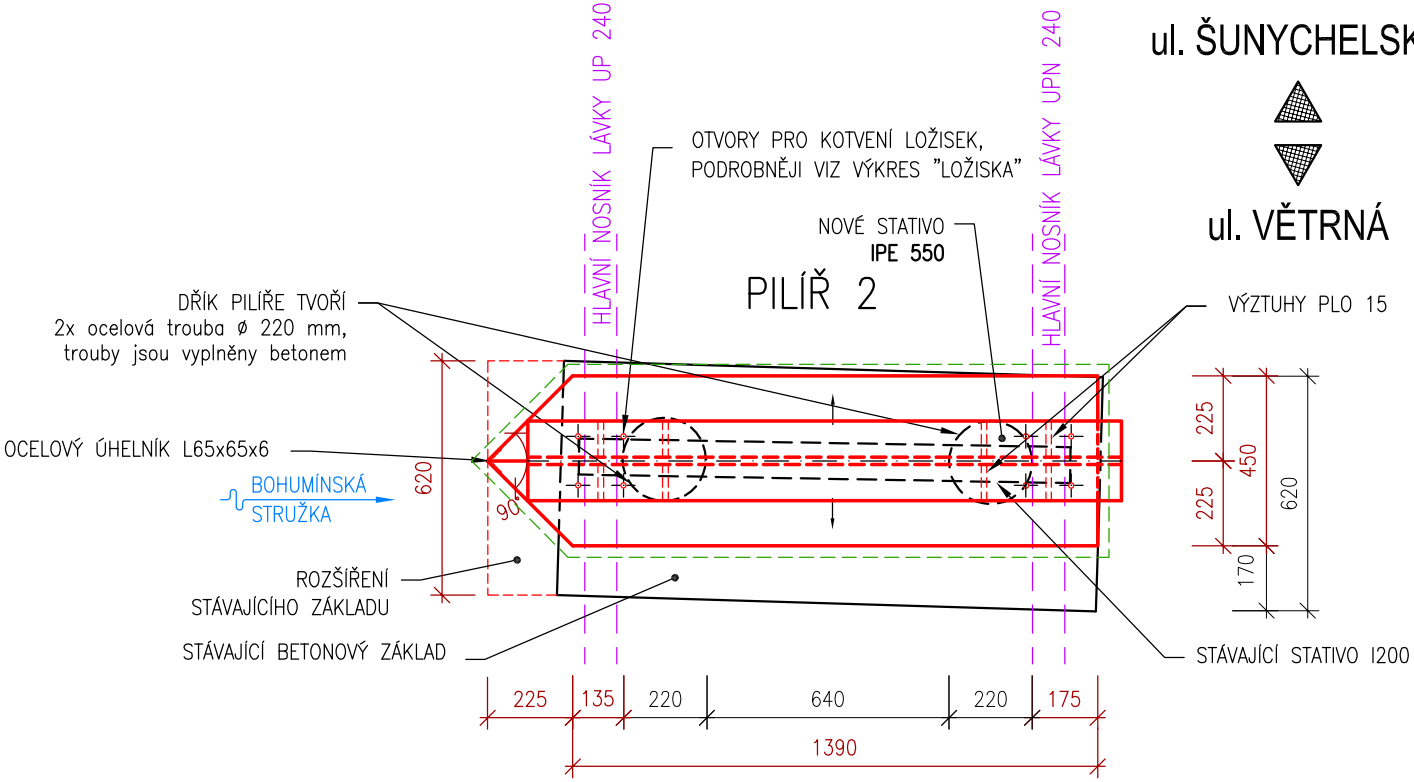 ul. ŠUNYCHELSK
ul. VĚTRNÁ
HLAVNÍ NOSNÍK LÁVKY UP 240
HLAVNÍ NOSNÍK LÁVKY UPN 240
OTVORY PRO KOTVENÍ LOŽISEK,
PODROBNĚJI VIZ VÝKRES "LOŽISKA"
NOVÉ STATIVO
IPE 550
PILÍŘ 2
DŘÍK PILÍŘE TVOŘÍ
2x ocelová trouba Ø 220 mm,
trouby jsou vyplněny betonem
VÝZTUHY PLO 15
OCELOVÝ ÚHELNÍK L65x65x6
BOHUMÍNSKÁ
STRUŽKA
620
90°
225
225
450
620
170
ROZŠÍŘENÍ
STÁVAJÍCÍHO ZÁKLADU
STÁVAJÍCÍ BETONOVÝ ZÁKLAD
STÁVAJÍCÍ STATIVO I200
225
135
220
640
220
175
1390